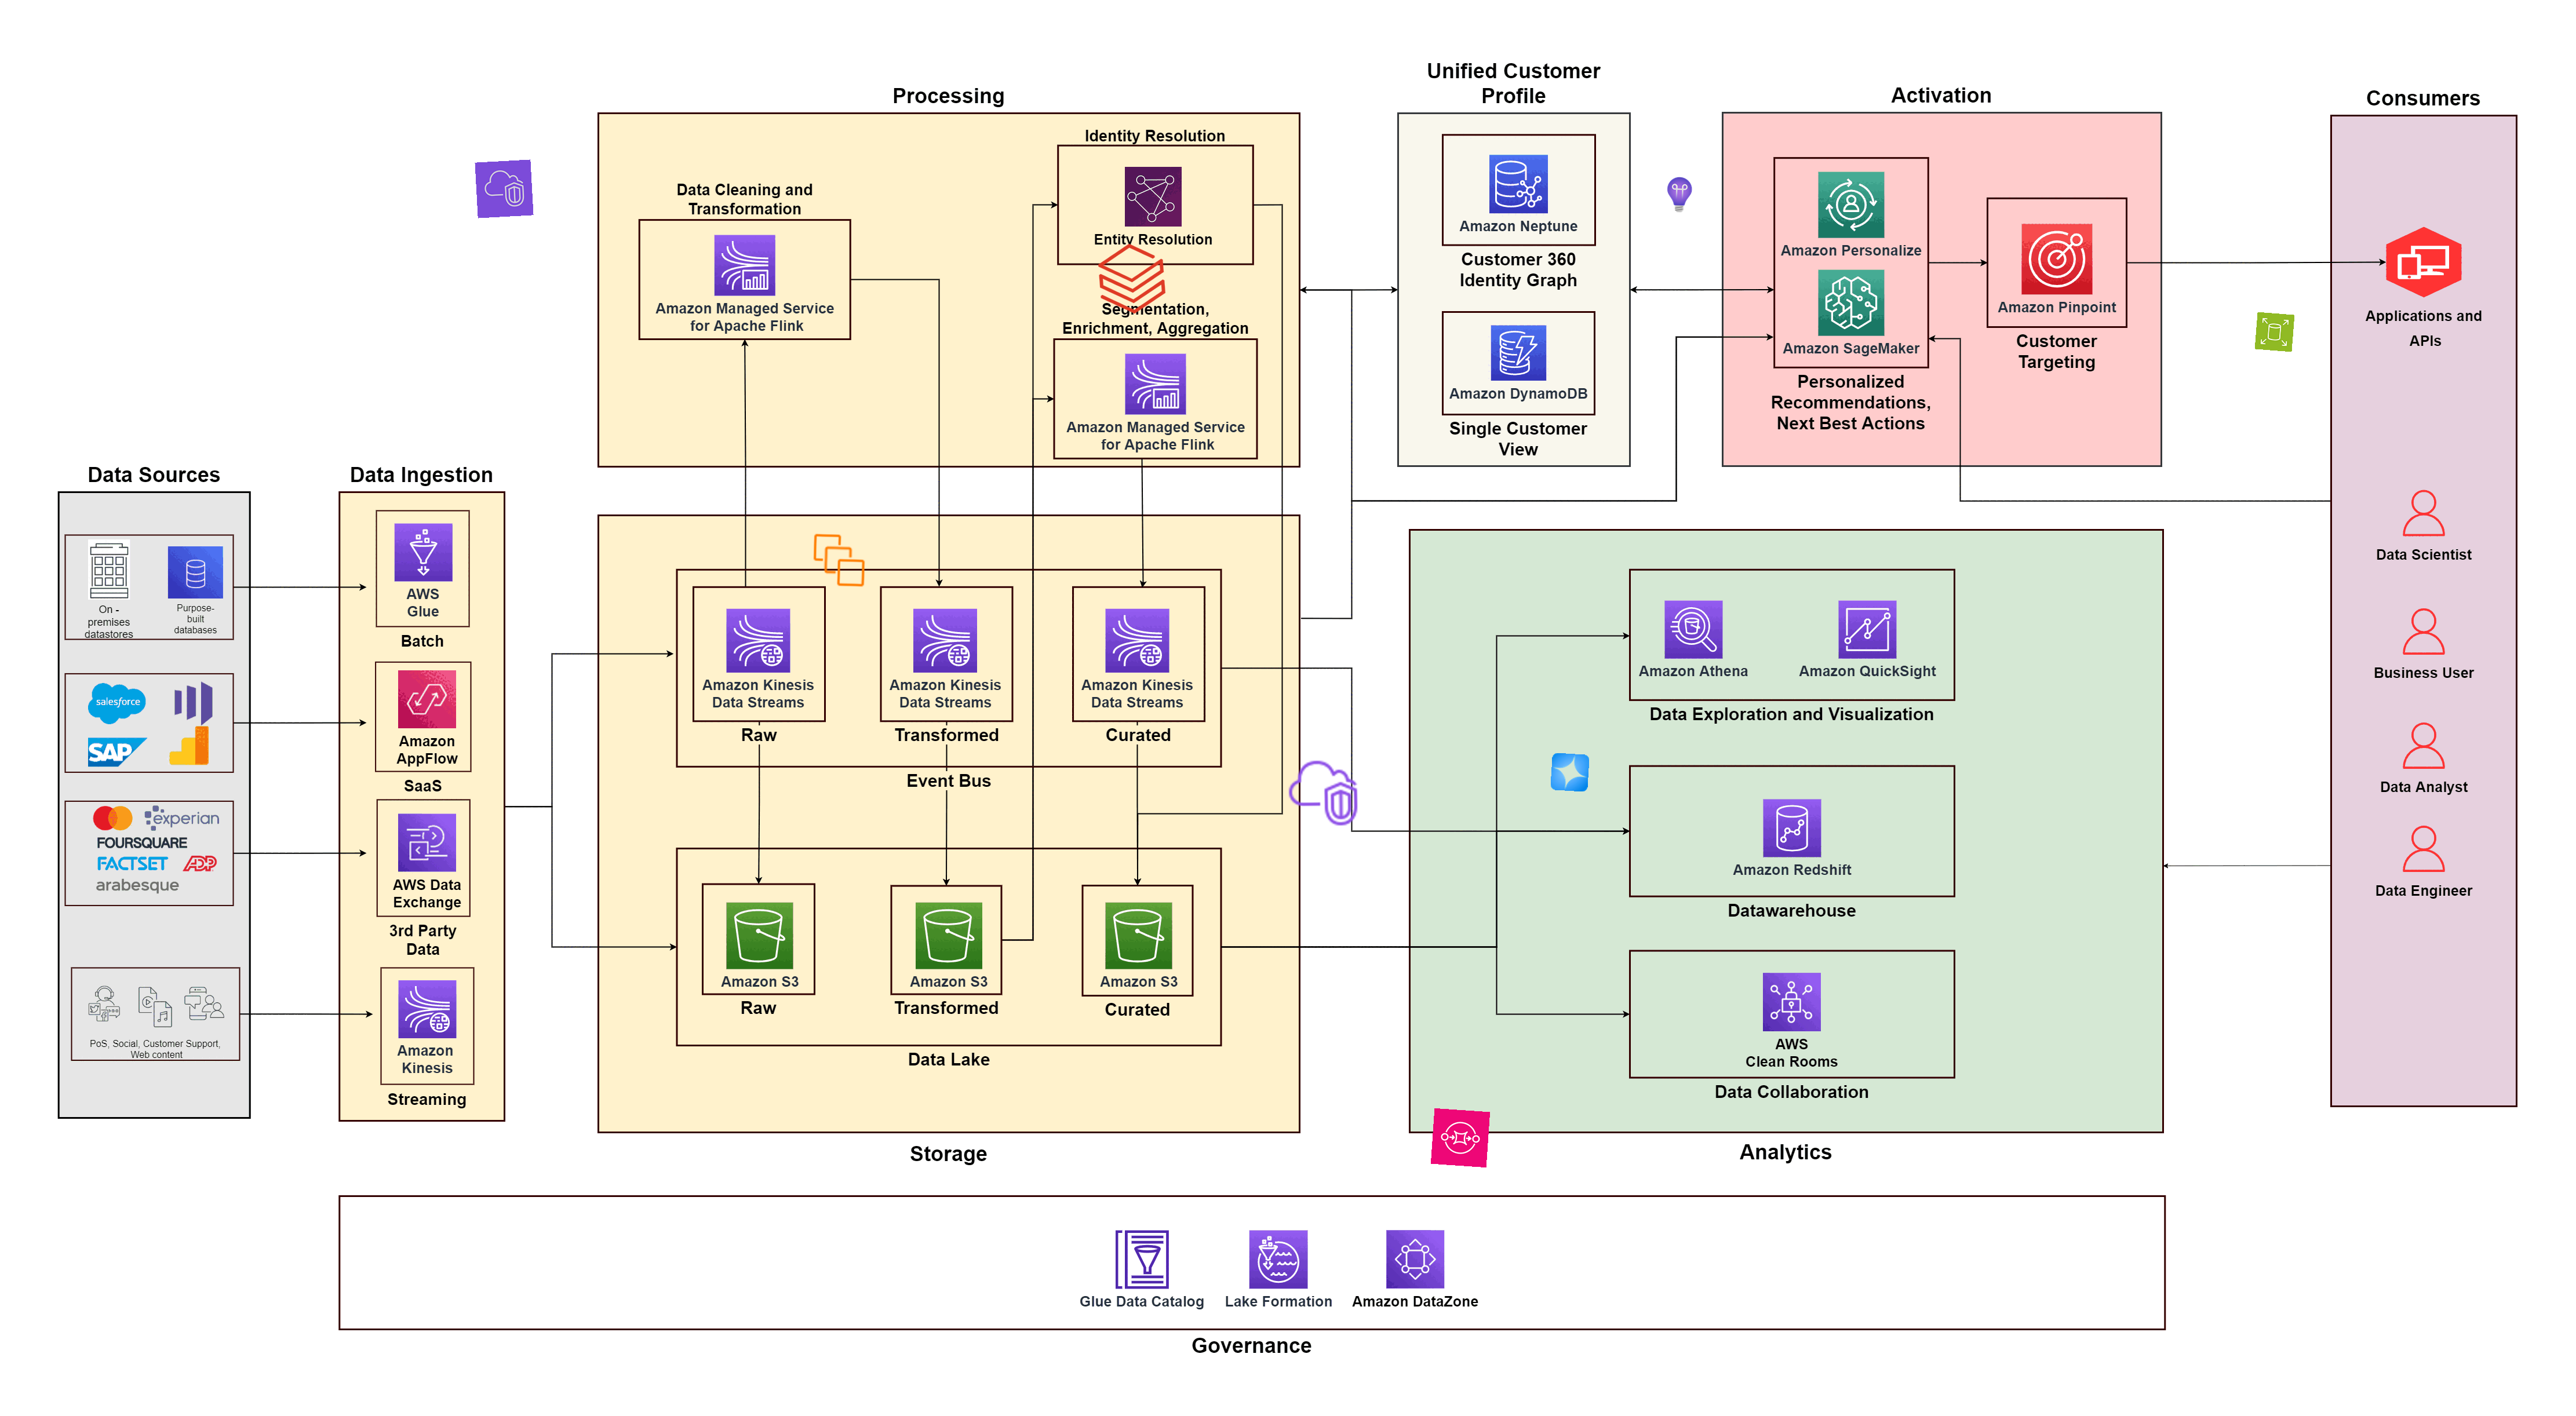 Unified Customer
Profile
Processing
Activation
Consumers
Identity Resolution
Entity Resolution
Data Cleaning and
Transformation
Amazon Managed Service
for Apache Flink
Segmentation,
Enrichment, Aggregation
Amazon Managed Service
for Apache Flink
Amazon Neptune
Customer 360
Identity Graph
Amazon DynamoDB
Single Customer
View
Amazon Personalize
Amazon SageMaker
Personalized
Recommendations,
Next Best Actions
Amazon Pinpoint
Customer
Targeting
Applications and
APIs
Data Scientist
Business User
Data Analyst
Data Engineer
Data Sources
On -
premises
datastores
Purpose-
built
databases
salesforce
SAP
experian
FOURSQUARE
FACTSET
ADP
arabesque
PoS, Social, Customer Support,
Web content
Data Ingestion
AWS
Glue
Batch
Amazon
AppFlow
SaaS
AWS Data
Exchange
3rd Party
Data
Amazon
Kinesis
Streaming
Amazon Kinesis
Data Streams
Raw
Amazon Kinesis
Data Streams
Transformed
Amazon Kinesis
Data Streams
Curated
Event Bus
Amazon S3
Raw
Amazon S3
Transformed
Amazon S3
Curated
Data Lake
Storage
Amazon Athena
Amazon QuickSight
Data Exploration and Visualization
Amazon Redshift
Datawarehouse
AWS
Clean Rooms
Data Collaboration
Analytics
Glue Data Catalog
Lake Formation
Amazon DataZone
Governance